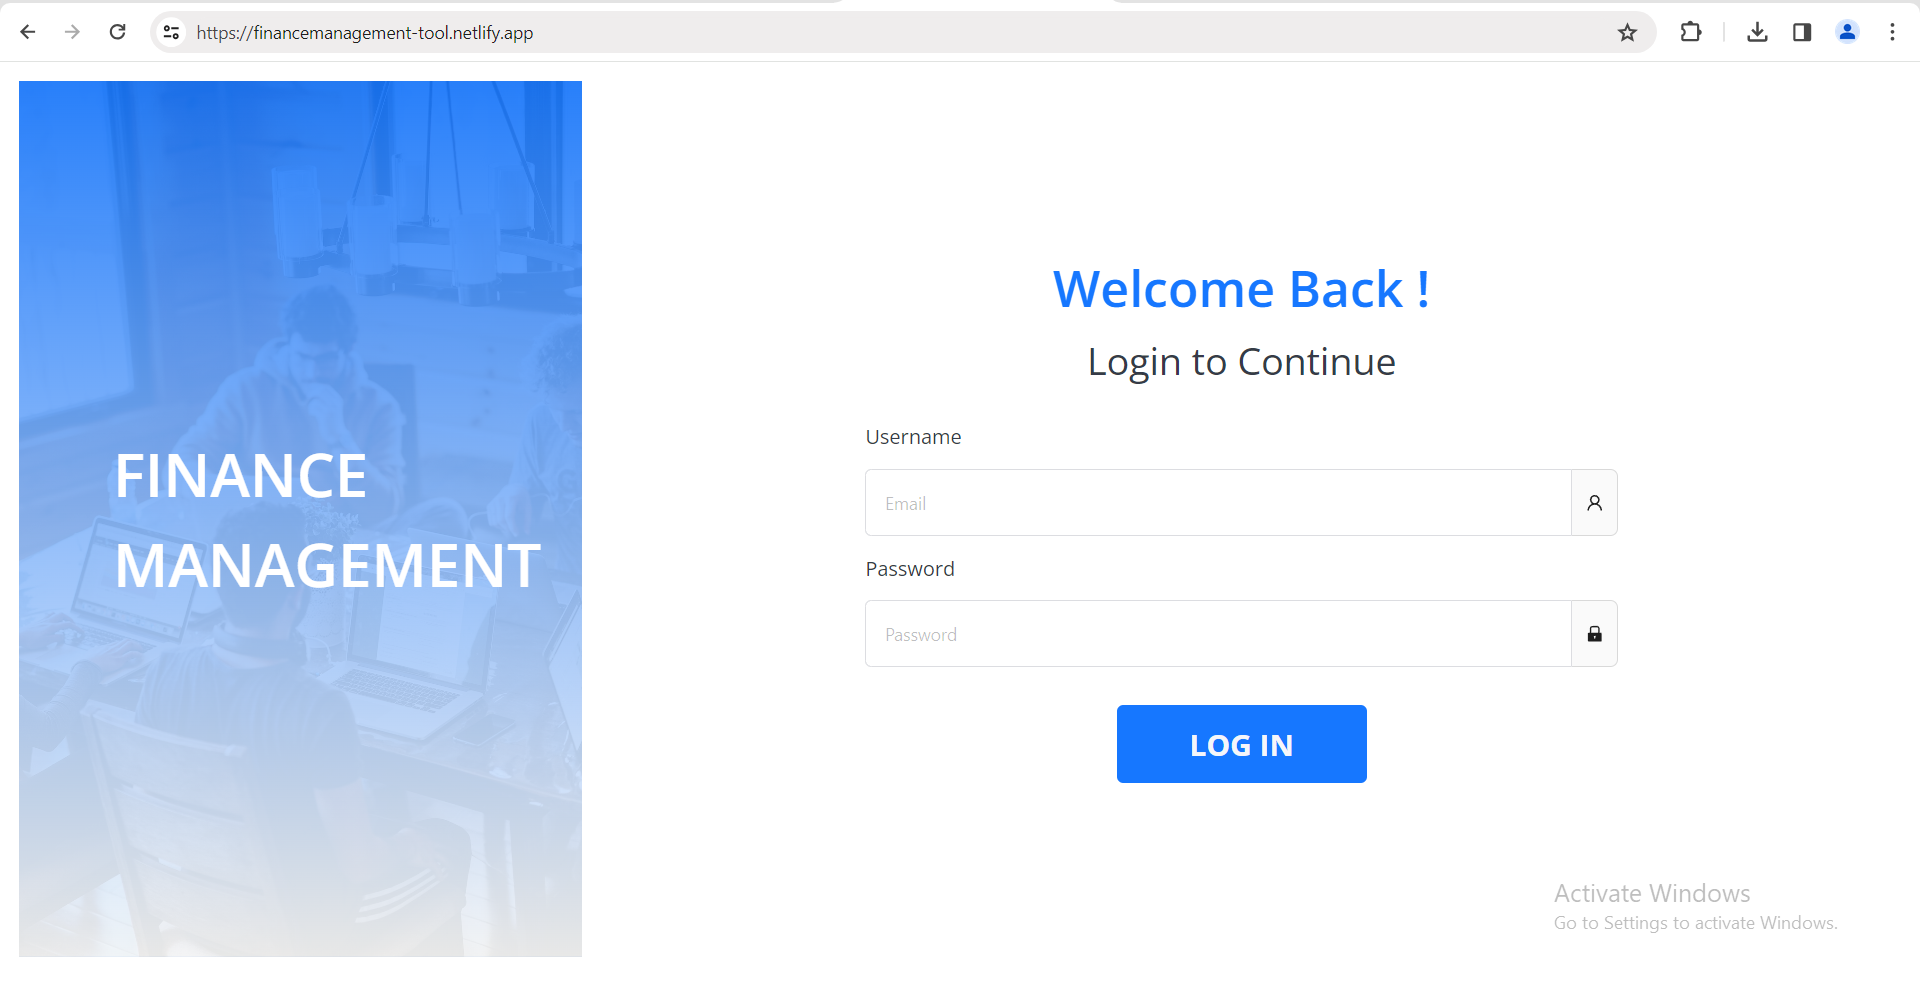 https://financemanagement-tool.netlify.app
FINANCE
MANAGEMENT
Welcome Back !
Login to Continue
Username
Email
Password
Password
LOG IN
Activate Windows
Go to Settings to activate Windows.